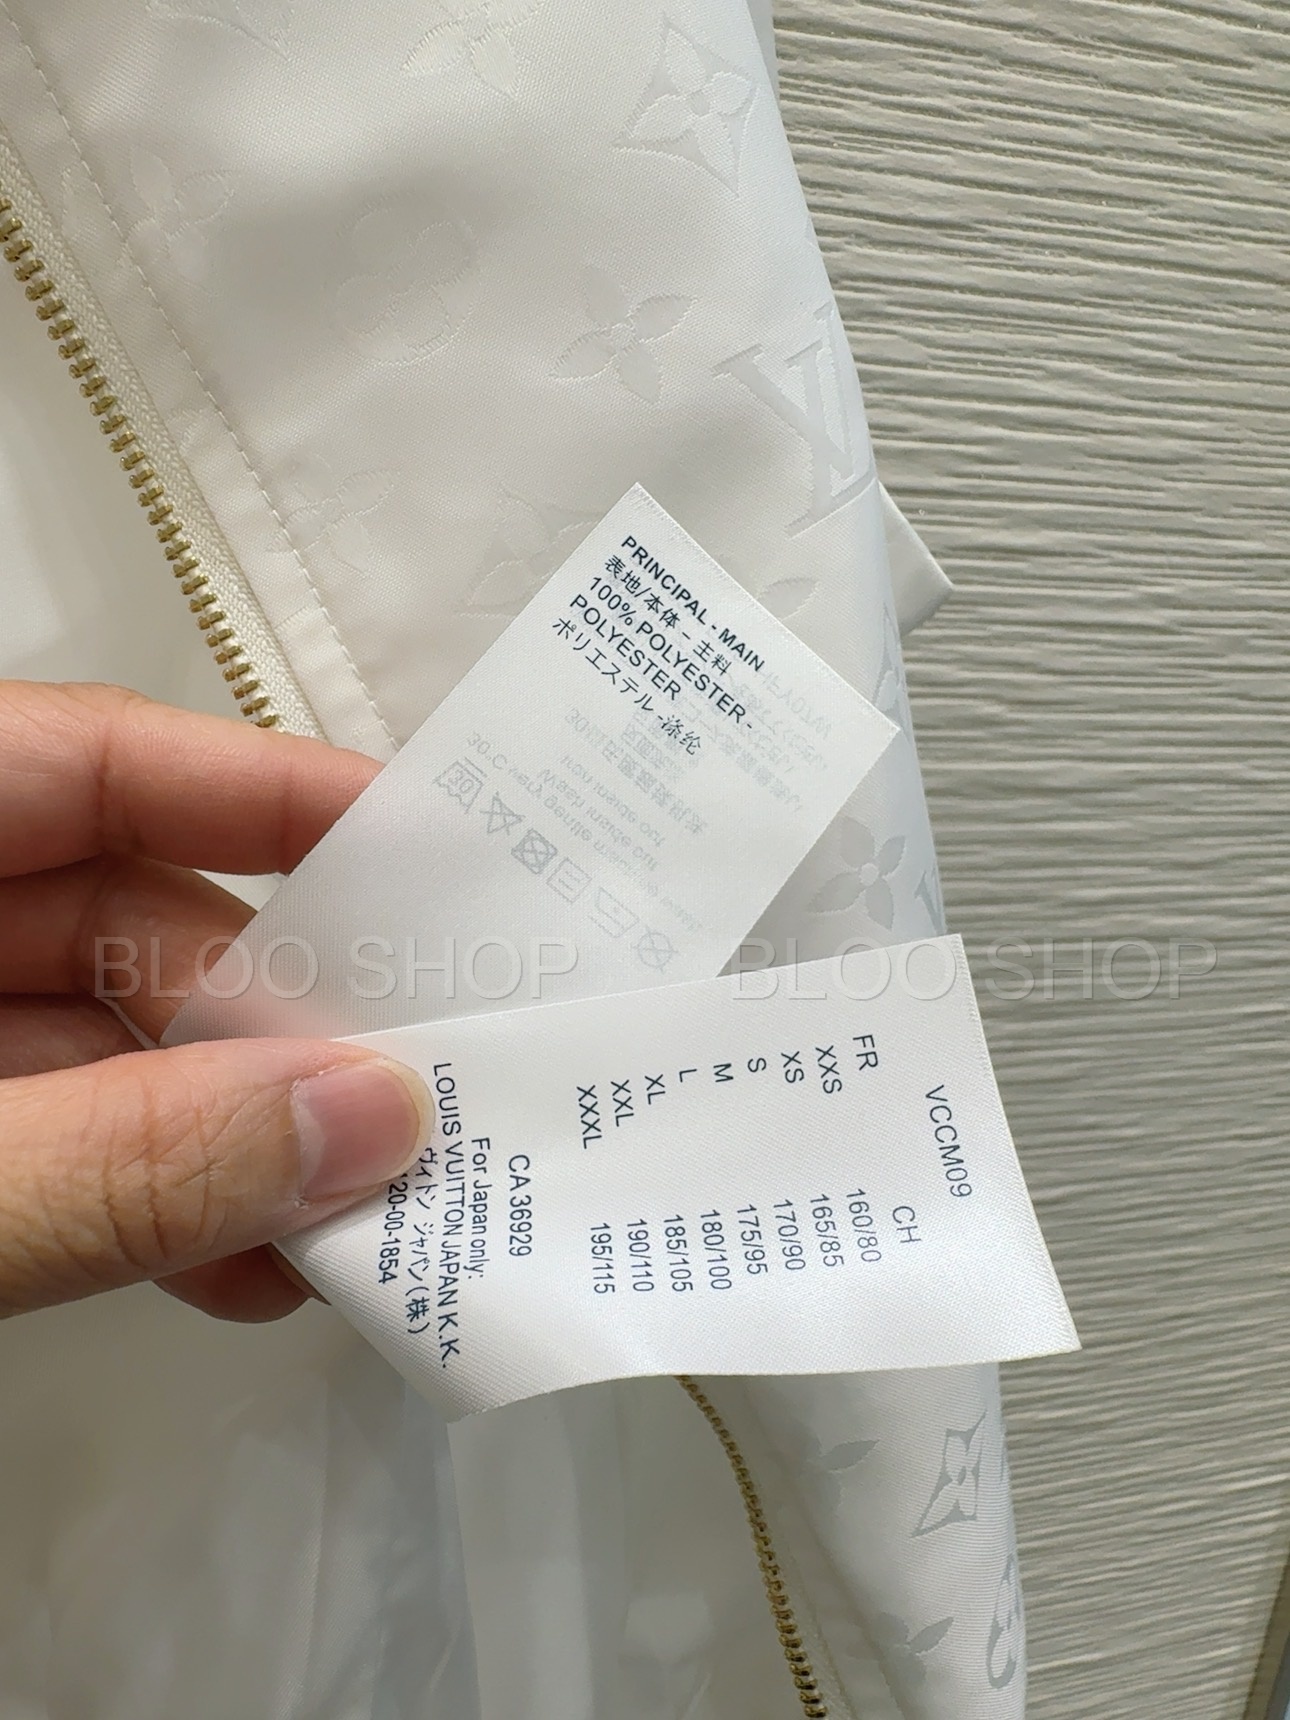 PRINCIPAL - MAIN
表地/本体 - 主料
100% POLYESTER -
POLYESTER
ポリエステル -涤纶
BLOO SHOP
BLOO SHOP
VCCM09
FR CH
XXS 160/80
XS 165/85
S 170/90
M 175/95
L 180/100
XL 185/105
XXL 190/110
XXXL 195/115
CA 36929
For Japan only:
LOUIS VUITTON JAPAN K.K.
ヴィトン ジャパン(株)
20-00-1854